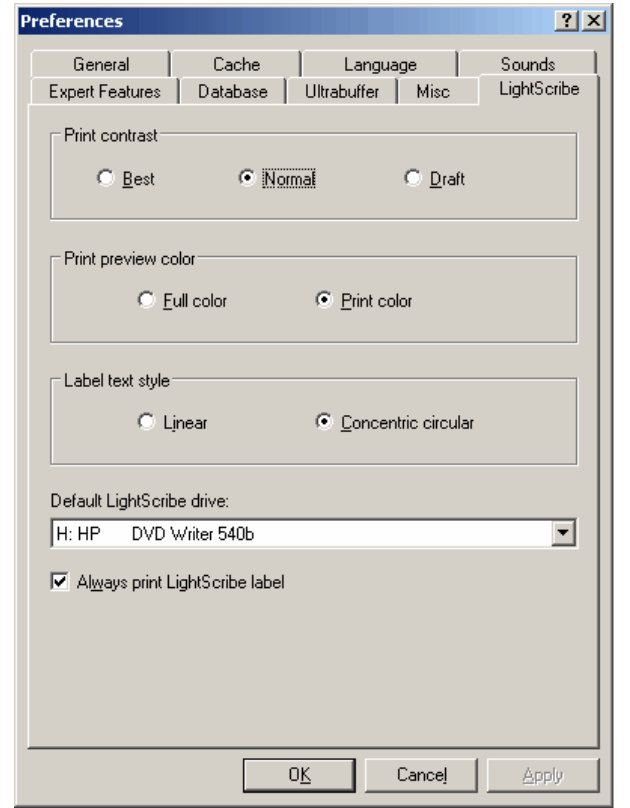 Preferences
General Cache Language Sounds
Expert Features Database Ultrabuffer Misc LightScribe
Print contrast
Best Normal Draft
Print preview color
Full color Print color
Label text style
Linear Concentric circular
Default LightScribe drive:
H: HP DVD Writer 540b
Always print LightScribe label
OK Cancel Apply